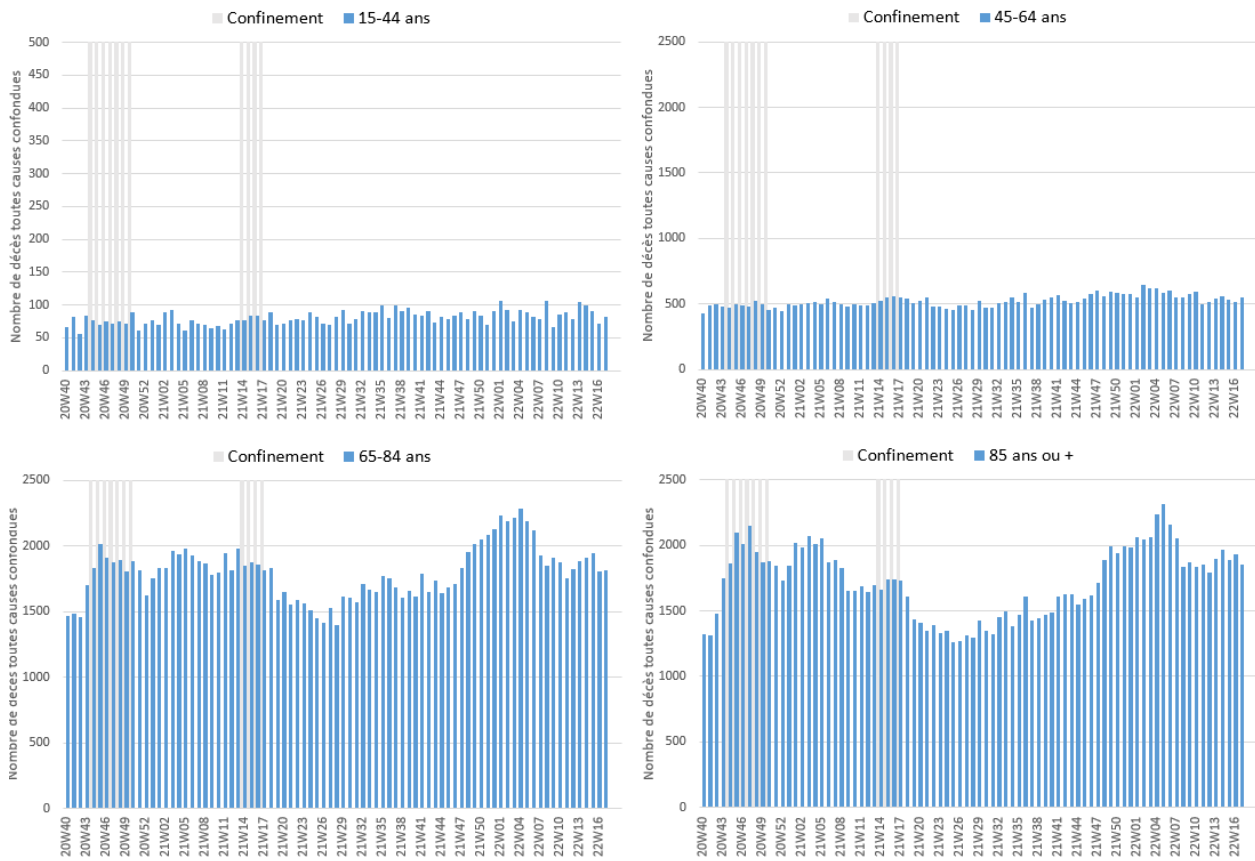 Confinement 15-44 ans
Nombre de décès toutes causes confondues
500
450
400
350
300
250
200
150
100
50
0
20W40 20W43 20W46 20W49 20W52 21W02 21W05 21W08 21W11 21W14 21W17 21W20 21W23 21W26 21W29 21W32 21W35 21W38 21W41 21W44 21W47 21W50 22W01 22W04 22W07 22W10 22W13 22W16
Confinement 45-64 ans
Nombre de décès toutes causes confondues
2500
2000
1500
1000
500
0
20W40 20W43 20W46 20W49 20W52 21W02 21W05 21W08 21W11 21W14 21W17 21W20 21W23 21W26 21W29 21W32 21W35 21W38 21W41 21W44 21W47 21W50 22W01 22W04 22W07 22W10 22W13 22W16
Confinement 65-84 ans
Nombre de décès toutes causes confondues
2500
2000
1500
1000
500
0
20W40 20W43 20W46 20W49 20W52 21W02 21W05 21W08 21W11 21W14 21W17 21W20 21W23 21W26 21W29 21W32 21W35 21W38 21W41 21W44 21W47 21W50 22W01 22W04 22W07 22W10 22W13 22W16
Confinement 85 ans ou +
Nombre de décès toutes causes confondues
2500
2000
1500
1000
500
0
20W40 20W43 20W46 20W49 20W52 21W02 21W05 21W08 21W11 21W14 21W17 21W20 21W23 21W26 21W29 21W32 21W35 21W38 21W41 21W44 21W47 21W50 22W01 22W04 22W07 22W10 22W13 22W16